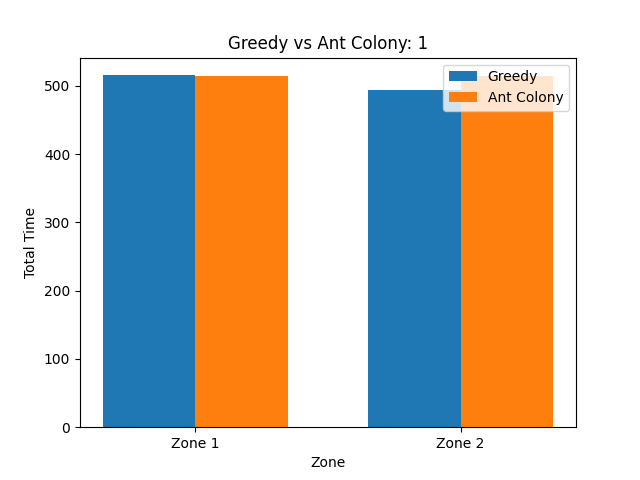 Greedy vs Ant Colony: 1
Greedy
Ant Colony
Total Time
500
400
300
200
100
0
Zone 1
Zone 2
Zone